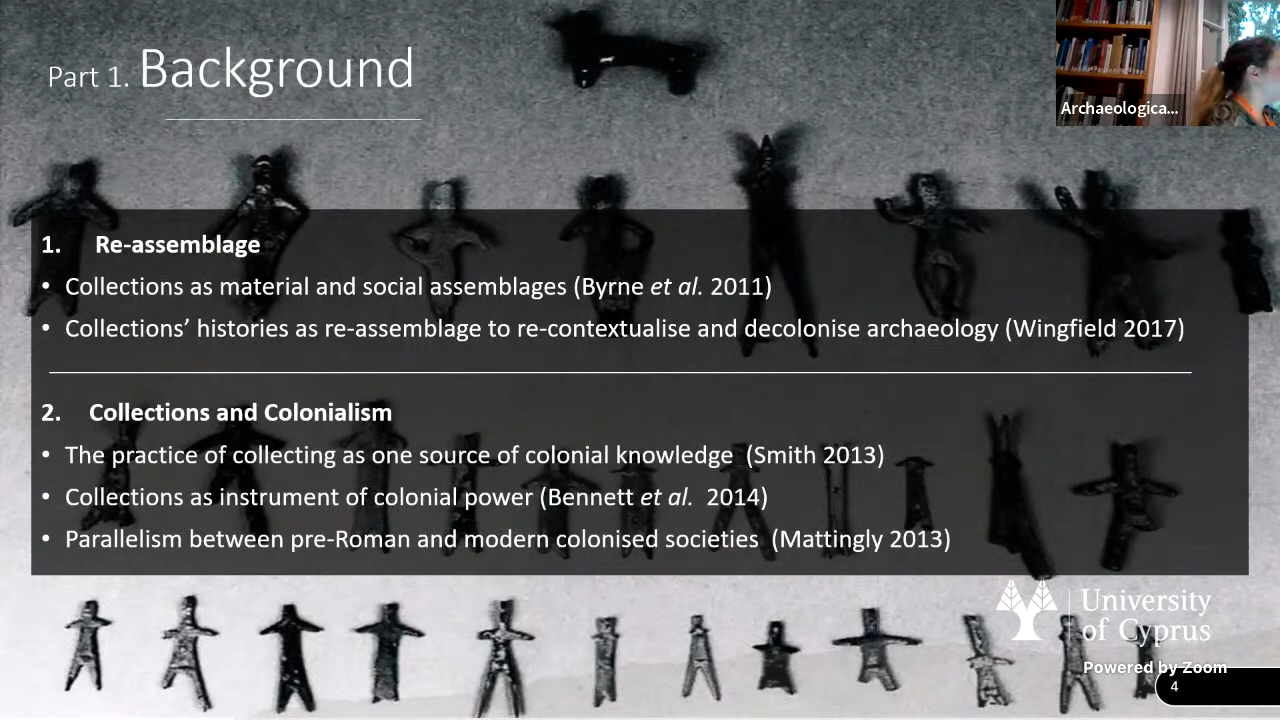 Part 1. Background
Archaeologica...
1. Re-assemblage
• Collections as material and social assemblages (Byrne et al. 2011)
• Collections’ histories as re-assemblage to re-contextualise and decolonise archaeology (Wingfield 2017)
2. Collections and Colonialism
• The practice of collecting as one source of colonial knowledge (Smith 2013)
• Collections as instrument of colonial power (Bennett et al. 2014)
• Parallelism between pre-Roman and modern colonised societies (Mattingly 2013)
University
of Cyprus
Powered by Zoom
4